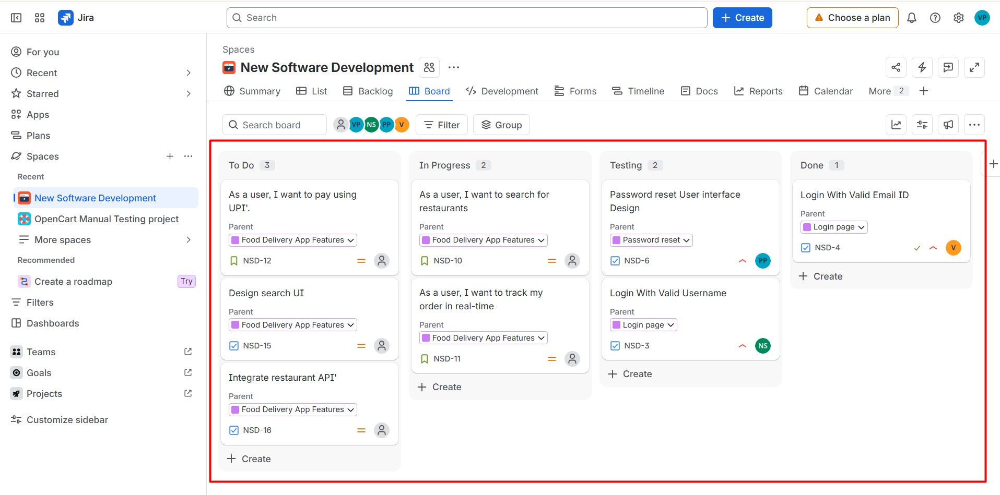 Jira
Search
Create
Choose a plan
VP
For you
Recent
Starred
Apps
Plans
Spaces
Recent
New Software Development
OpenCart Manual Testing project
More spaces
Recommended
Create a roadmap
Try
Filters
Dashboards
Teams
Goals
Projects
Customize sidebar
Spaces
New Software Development
Summary
List
Backlog
Board
Development
Forms
Timeline
Docs
Reports
Calendar
More 2
Search board
VP
NS
PP
V
Filter
Group
To Do 3
As a user, I want to pay using
UPI'.
Parent
Food Delivery App Features
NSD-12
Design search UI
Parent
Food Delivery App Features
NSD-15
Integrate restaurant API'
Parent
Food Delivery App Features
NSD-16
Create
In Progress 2
As a user, I want to search for
restaurants
Parent
Food Delivery App Features
NSD-10
As a user, I want to track my
order in real-time
Parent
Food Delivery App Features
NSD-11
Create
Testing 2
Password reset User interface
Design
Parent
Password reset
NSD-6
PP
Login With Valid Username
Parent
Login page
NSD-3
NS
Create
Done 1
Login With Valid Email ID
Parent
Login page
NSD-4
V
Create